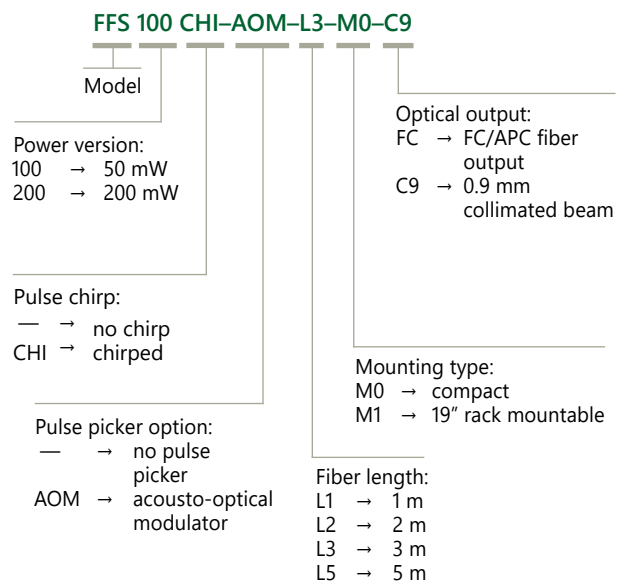 FFS 100 CHI–AOM–L3–M0–C9
Model
Power version:
100 → 50 mW
200 → 200 mW
Optical output:
FC → FC/APC fiber
output
C9 → 0.9 mm
collimated beam
Pulse chirp:
— → no chirp
CHI → chirped
Mounting type:
M0 → compact
M1 → 19″ rack mountable
Pulse picker option:
— → no pulse
picker
AOM → acousto-optical
modulator
Fiber length:
L1 → 1 m
L2 → 2 m
L3 → 3 m
L5 → 5 m